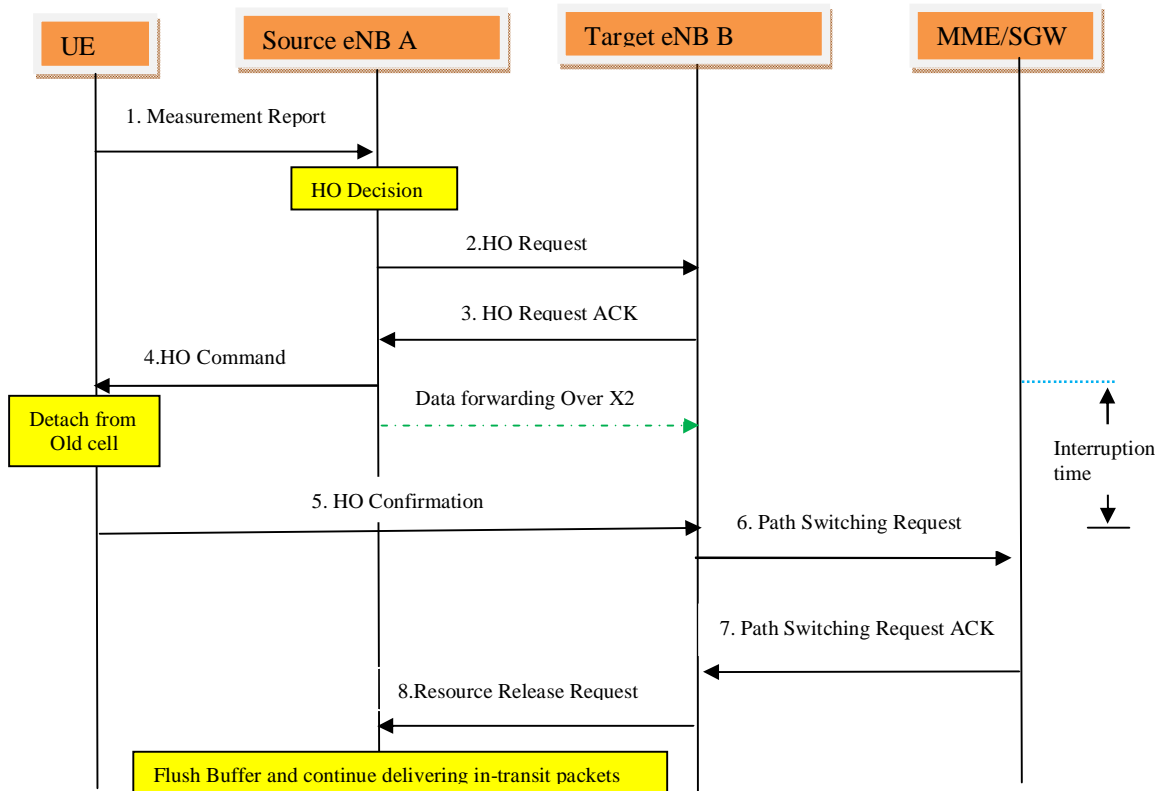 UE
Source eNB A
Target eNB B
MME/SGW
1. Measurement Report
HO Decision
2.HO Request
3. HO Request ACK
4.HO Command
Data forwarding Over X2
Detach from
Old cell
Interruption
time
5. HO Confirmation
6. Path Switching Request
7. Path Switching Request ACK
8.Resource Release Request
Flush Buffer and continue delivering in-transit packets